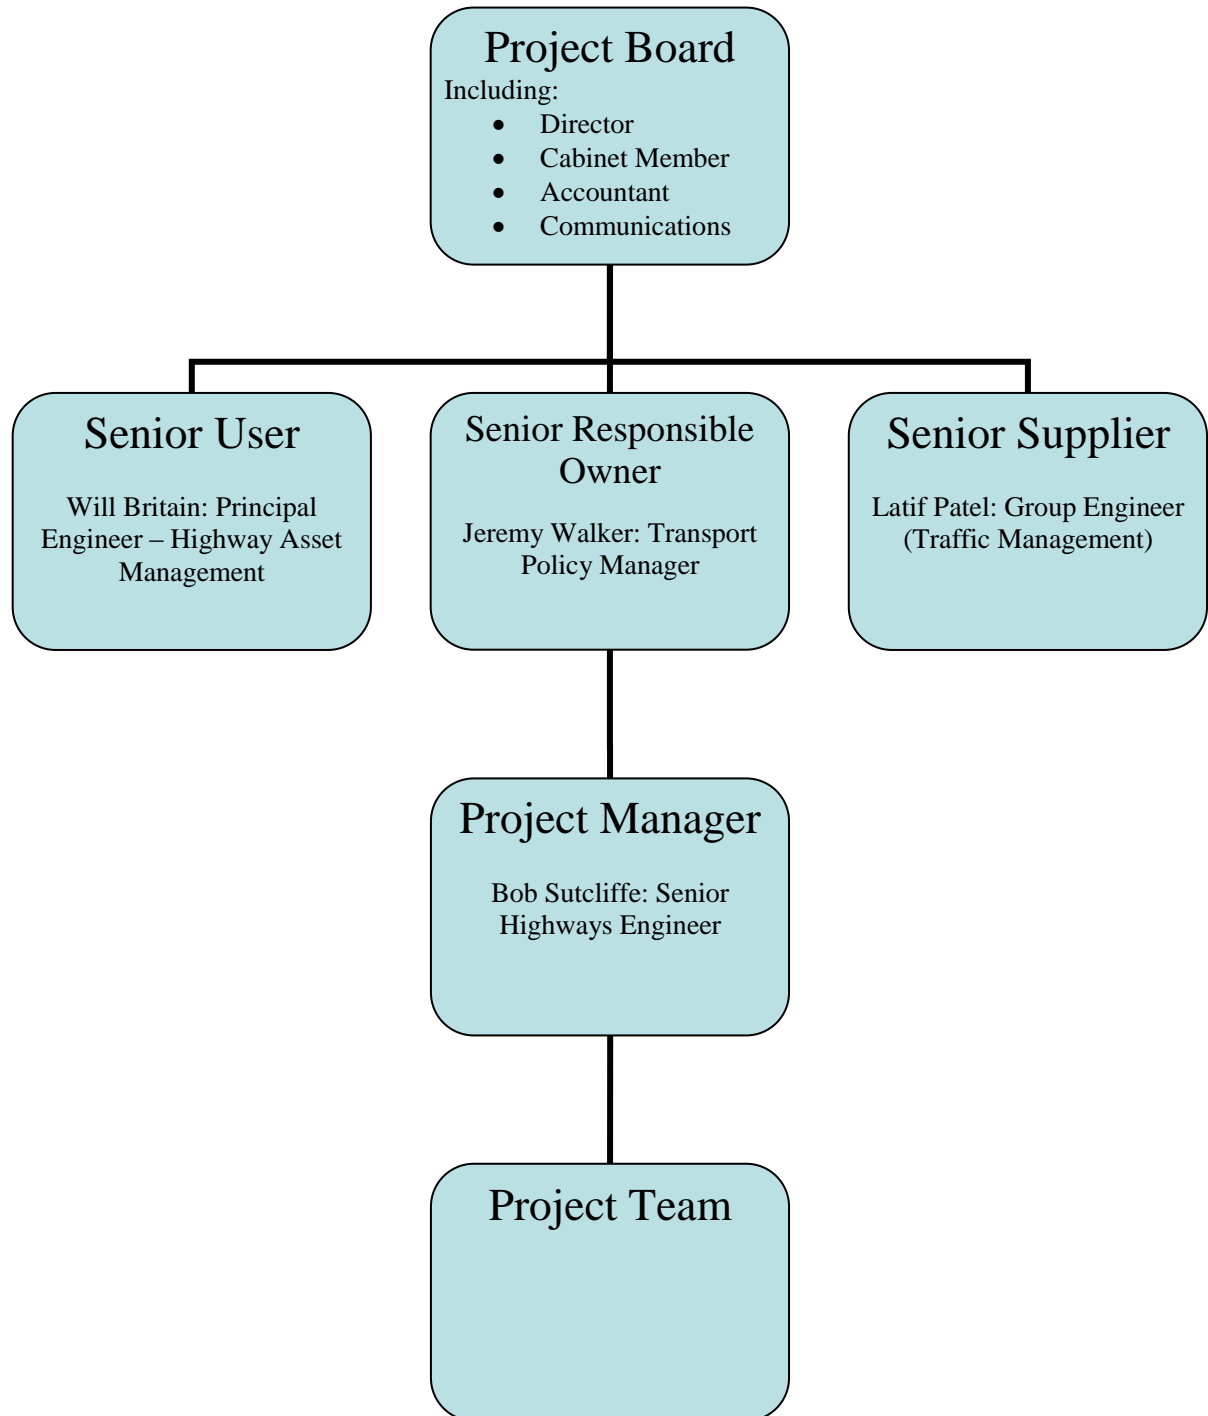 Project Board
Including:
• Director
• Cabinet Member
• Accountant
• Communications
Senior User
Will Britain: Principal
Engineer – Highway Asset
Management
Senior Responsible
Owner
Jeremy Walker: Transport
Policy Manager
Senior Supplier
Latif Patel: Group Engineer
(Traffic Management)
Project Manager
Bob Sutcliffe: Senior
Highways Engineer
Project Team